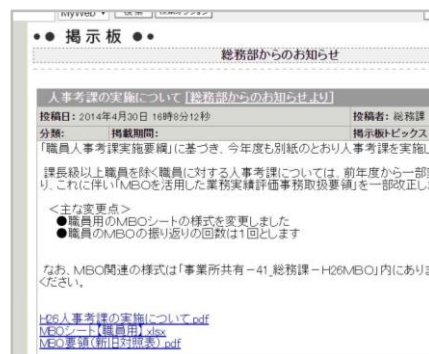 MyWeb
●● 掲示板 ●●
総務部からのお知らせ
人事考課の実施について [総務部からのお知らせより]
投稿日: 2014年4月30日 16時8分12秒 投稿者: 総務課
分類: 掲載期間: 掲示板トピックス
「職員人事考課実施要綱」に基づき、今年度も別紙のとおり人事考課を実施し
課長級以上職員を除く職員に対する人事考課については、前年度から一部
り、これに伴い「MBOを活用した業務実績評価事務取扱要領」を一部改正し
<主な変更点>
●職員用のMBOシートの様式を変更しました
●職員のMBOの振り返りの回数は1回とします
なお、MBO関連の様式は「事業所共有-41_総務課-H26MBO」内にあり
ください。
H26人事考課の実施について.pdf
MBOシート【職員用】.xlsx
MBO要領(新旧対照表).pdf